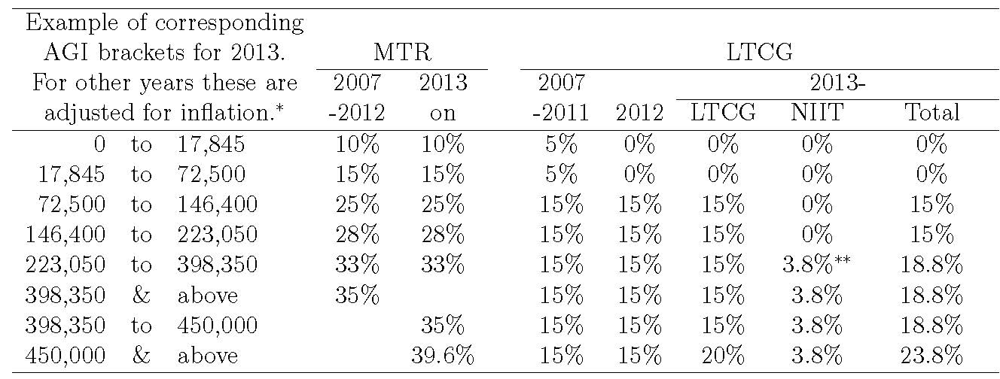 Example of corresponding
AGI brackets for 2013. MTR LTCG
For other years these are 2007 2013 2007 2013-
adjusted for inflation.* -2012 on -2011 2012 LTCG NIIT Total
0 to 17,845 10% 10% 5% 0% 0% 0% 0%
17,845 to 72,500 15% 15% 5% 0% 0% 0% 0%
72,500 to 146,400 25% 25% 15% 15% 15% 0% 15%
146,400 to 223,050 28% 28% 15% 15% 15% 0% 15%
223,050 to 398,350 33% 33% 15% 15% 15% 3.8%** 18.8%
398,350 & above 35% 15% 15% 15% 3.8% 18.8%
398,350 to 450,000 35% 15% 15% 15% 3.8% 18.8%
450,000 & above 39.6% 15% 15% 20% 3.8% 23.8%